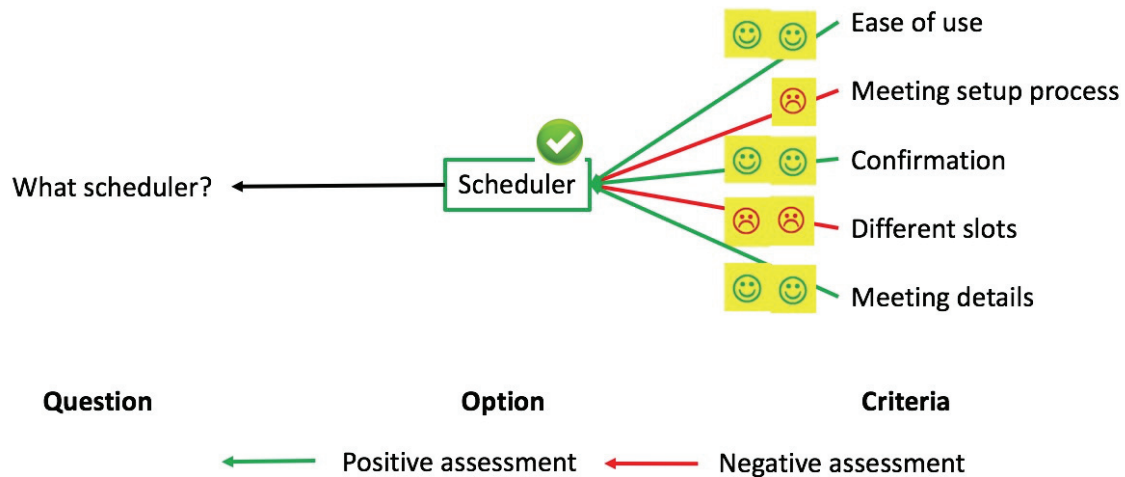 Ease of use
Meeting setup process
Confirmation
What scheduler?
Scheduler
Different slots
Meeting details
Question
Option
Criteria
Positive assessment
Negative assessment